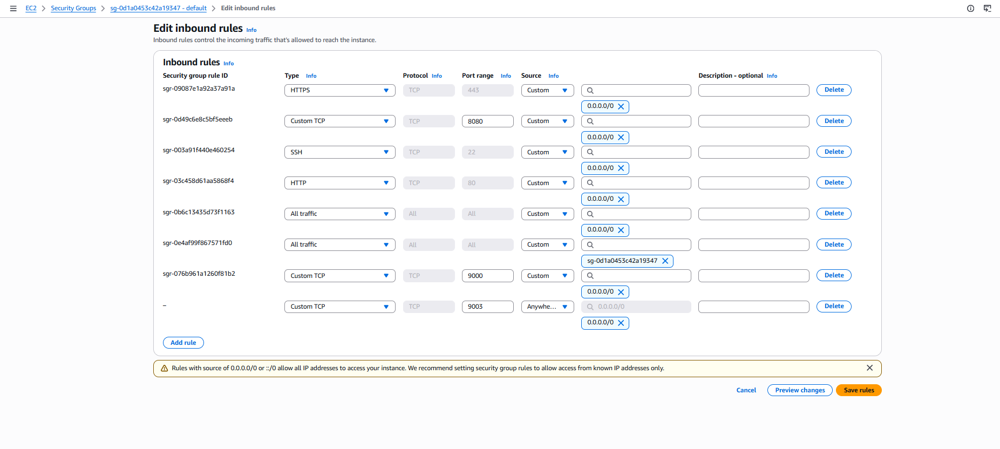 EC2 > Security Groups > sg-0d1a0453c42a19347 - default > Edit inbound rules
Edit inbound rules Info
Inbound rules control the incoming traffic that's allowed to reach the instance.
Inbound rules Info
Security group rule ID Type Info Protocol Info Port range Info Source Info Description - optional Info
sgr-09087e1a92a37a91a HTTPS TCP 443 Custom Delete
0.0.0.0/0
sgr-0d49c6e8c5bf5eeeb Custom TCP TCP 8080 Custom Delete
0.0.0.0/0
sgr-003a91f440e460254 SSH TCP 22 Custom Delete
0.0.0.0/0
sgr-03c458d61aa5868f4 HTTP TCP 80 Custom Delete
0.0.0.0/0
sgr-0b6c13435d73f1163 All traffic All All Custom Delete
0.0.0.0/0
sgr-0e4af99f867571fd0 All traffic All All Custom Delete
sg-0d1a0453c42a19347
sgr-076b961a1260f81b2 Custom TCP TCP 9000 Custom Delete
0.0.0.0/0
– Custom TCP TCP 9003 Anywhe... 0.0.0.0/0 Delete
0.0.0.0/0
Add rule
Rules with source of 0.0.0.0/0 or ::/0 allow all IP addresses to access your instance. We recommend setting security group rules to allow access from known IP addresses only.
Cancel Preview changes Save rules